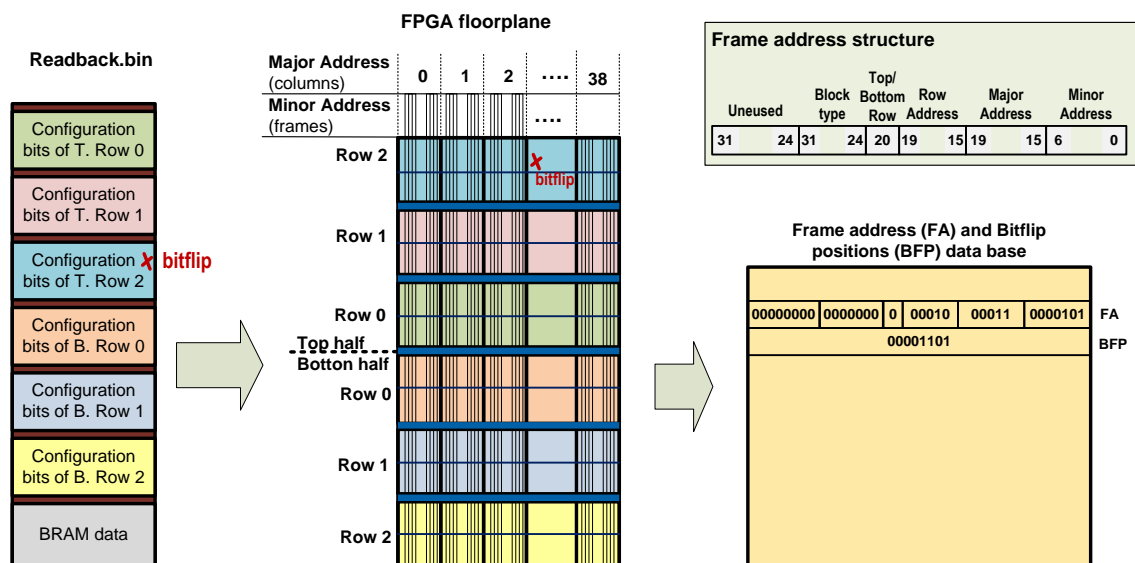 Readback.bin
Configuration
bits of T. Row 0
Configuration
bits of T. Row 1
Configuration
bits of T. Row 2
bitflip
Configuration
bits of B. Row 0
Configuration
bits of B. Row 1
Configuration
bits of B. Row 2
BRAM data
FPGA floorplane
Major Address
(columns)
0 1 2 .... 38
Minor Address
(frames)
....
Row 2
bitflip
Row 1
Row 0
Top half
Botton half
Row 0
Row 1
Row 2
Frame address structure
Uneused
Block
type
Top/
Bottom
Row
Row
Address
Major
Address
Minor
Address
31 24 31 24 20 19 15 19 15 6 0
Frame address (FA) and Bitflip
positions (BFP) data base
00000000 0000000 0 00010 00011 0000101 FA
00001101 BFP